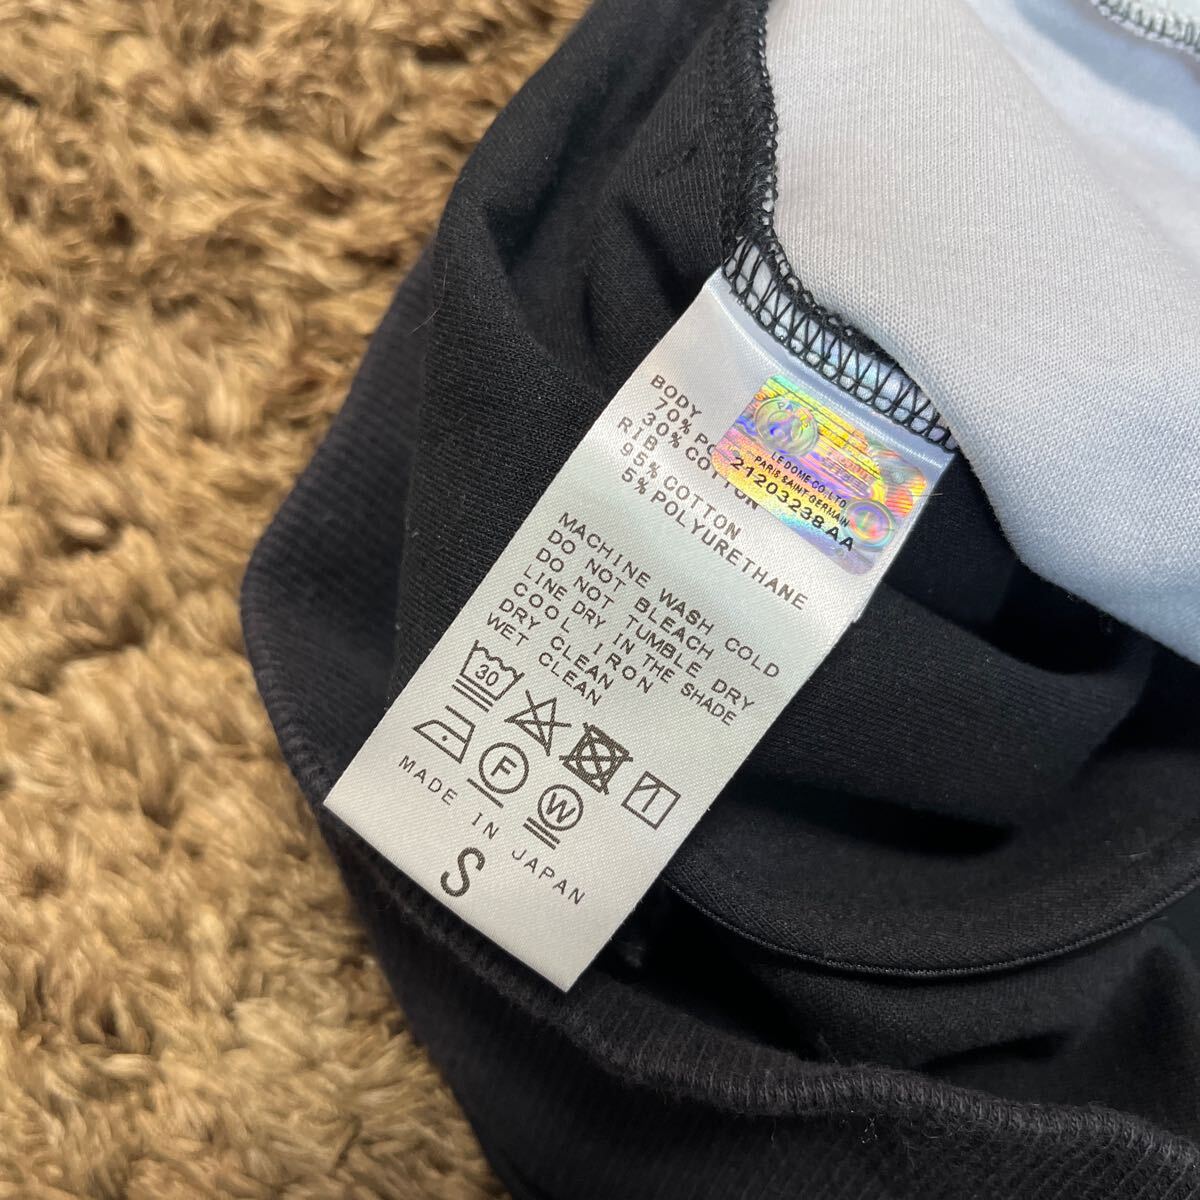 BODY
70%
30% COTTON
RIB
95% COTTON
5% POLYURETHANE
LE DOME CO.,LTD.
PARIS SAINT GERMAIN
21203238AA
MACHINE WASH COLD
DO NOT BLEACH
DO NOT TUMBLE DRY
LINE DRY IN THE SHADE
COOL IRON
DRY CLEAN
WET CLEAN
30
F
W
MADE IN JAPAN
S